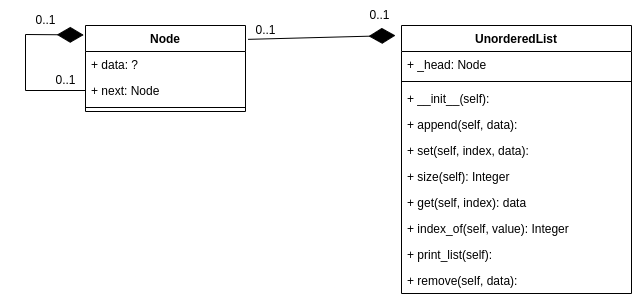 0..1
0..1
Node
+ data: ?
+ next: Node
0..1
0..1
UnorderedList
+ _head: Node
+ __init__(self):
+ append(self, data):
+ set(self, index, data):
+ size(self): Integer
+ get(self, index): data
+ index_of(self, value): Integer
+ print_list(self):
+ remove(self, data):